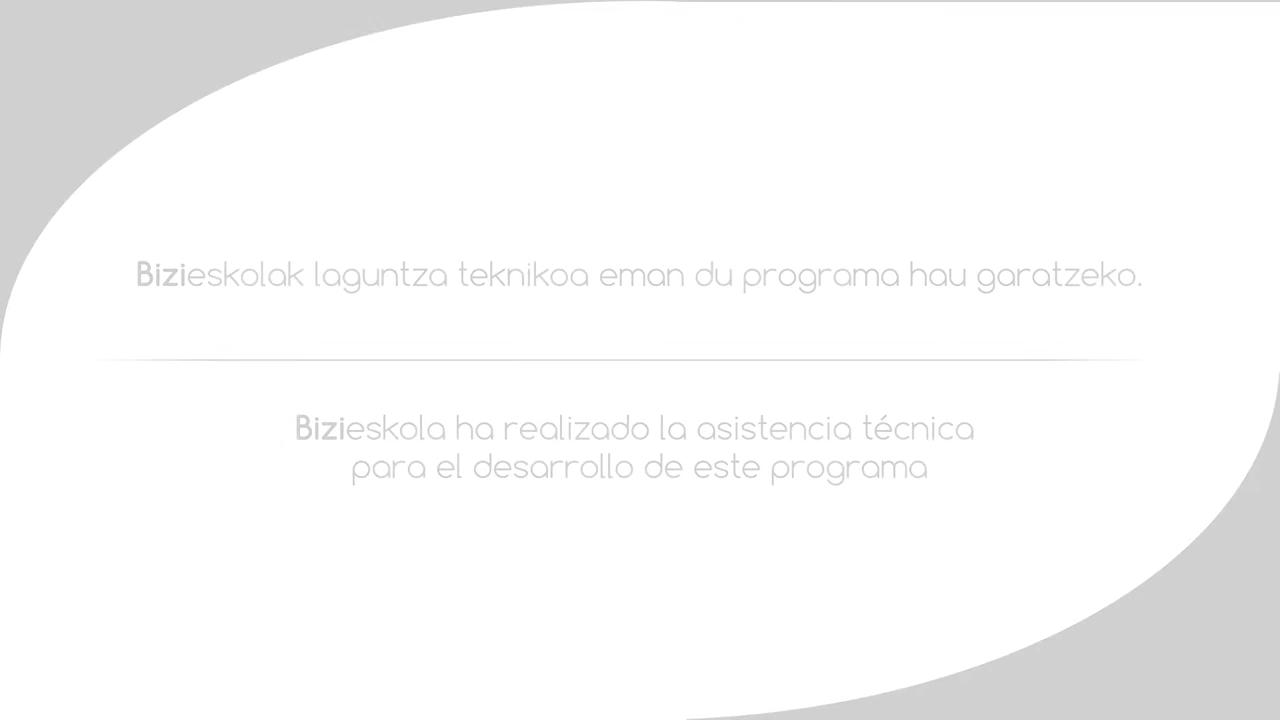 Bizieskolak laguntza teknikoa eman du programa hau garatzeko.
Bizieskola ha realizado la asistencia técnica
para el desarrollo de este programa